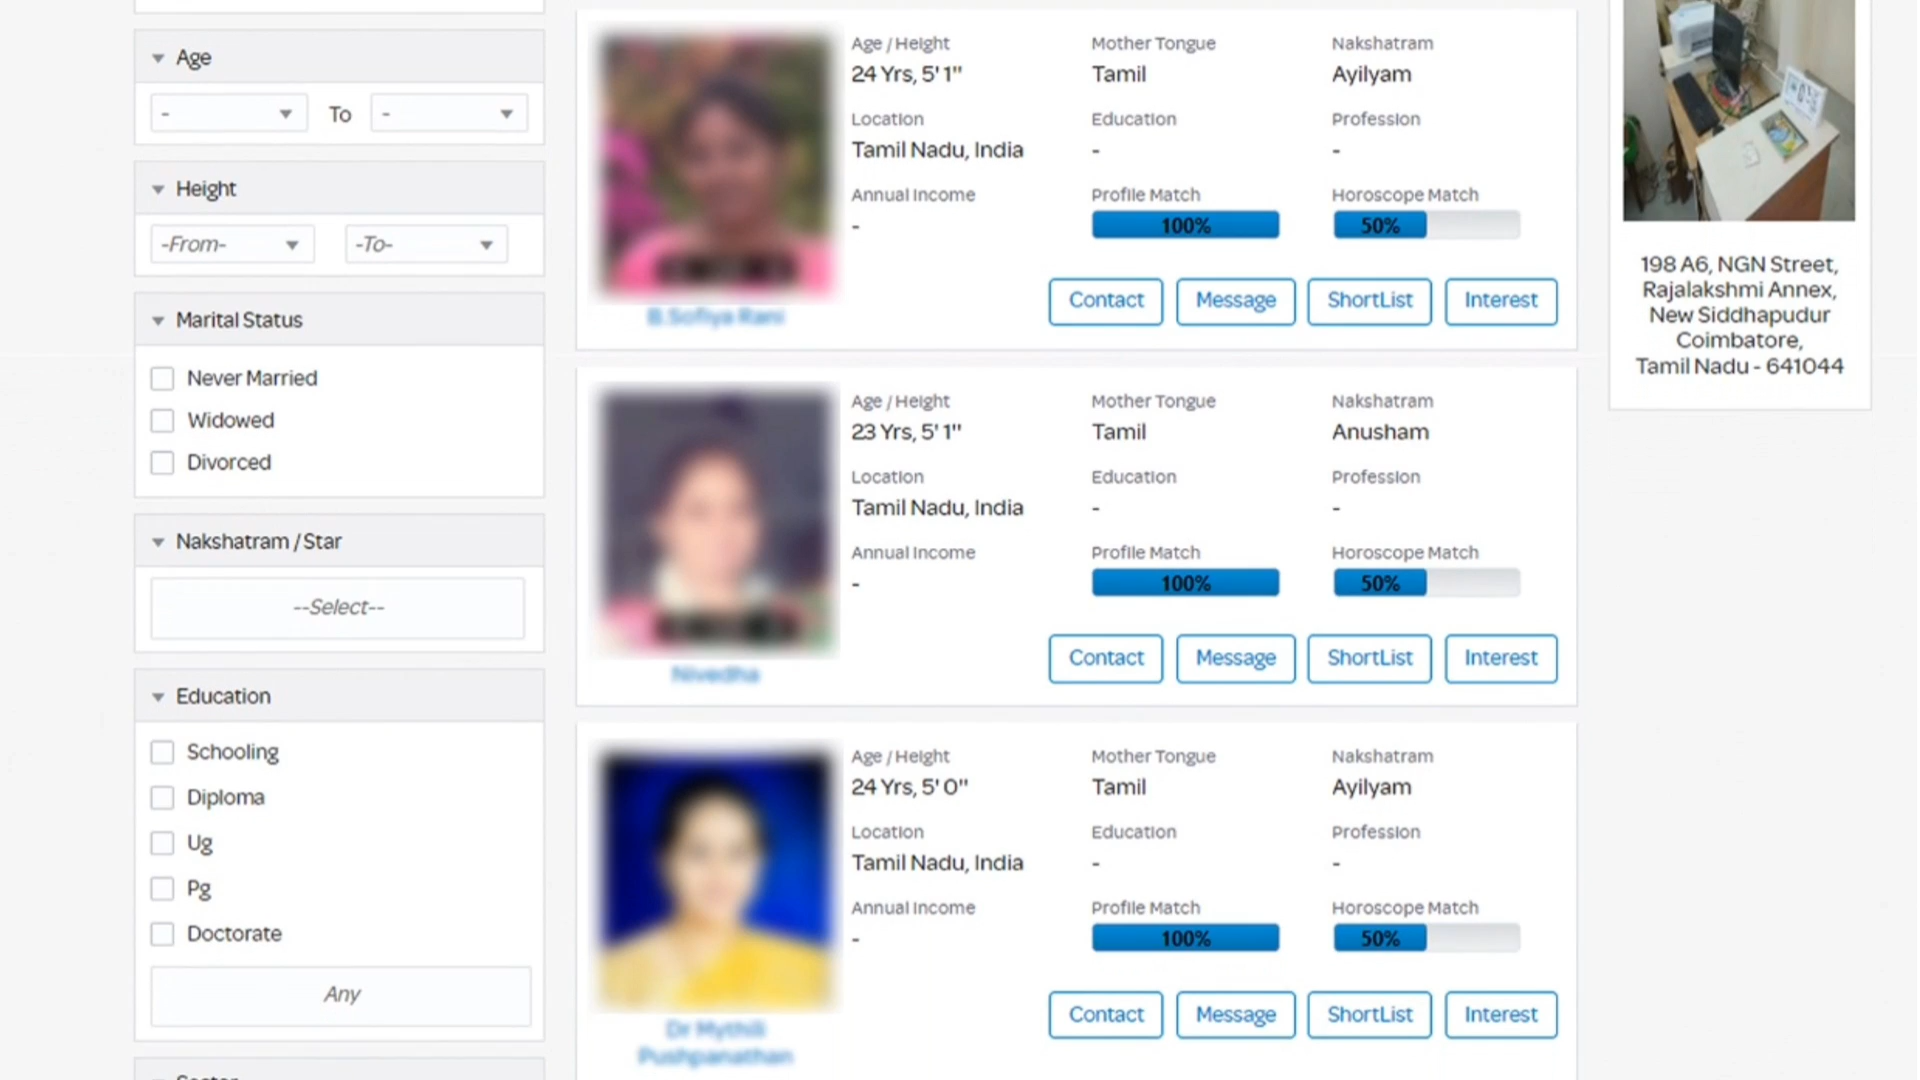 Age
- To -
Height
-From- -To-
Marital Status
Never Married
Widowed
Divorced
Nakshatram / Star
--Select--
Education
Schooling
Diploma
Ug
Pg
Doctorate
Any
Age / Height Mother Tongue Nakshatram
24 Yrs, 5' 1" Tamil Ayilyam
Location Education Profession
Tamil Nadu, India - -
Annual Income Profile Match Horoscope Match
- 100% 50%
Contact Message ShortList Interest
B.Sofiya Rani
Age / Height Mother Tongue Nakshatram
23 Yrs, 5' 1" Tamil Anusham
Location Education Profession
Tamil Nadu, India - -
Annual Income Profile Match Horoscope Match
- 100% 50%
Contact Message ShortList Interest
Nivedha
Age / Height Mother Tongue Nakshatram
24 Yrs, 5' 0" Tamil Ayilyam
Location Education Profession
Tamil Nadu, India - -
Annual Income Profile Match Horoscope Match
- 100% 50%
Contact Message ShortList Interest
Dr Mythili
Pushpanathan
198 A6, NGN Street,
Rajalakshmi Annex,
New Siddhapudur
Coimbatore,
Tamil Nadu - 641044